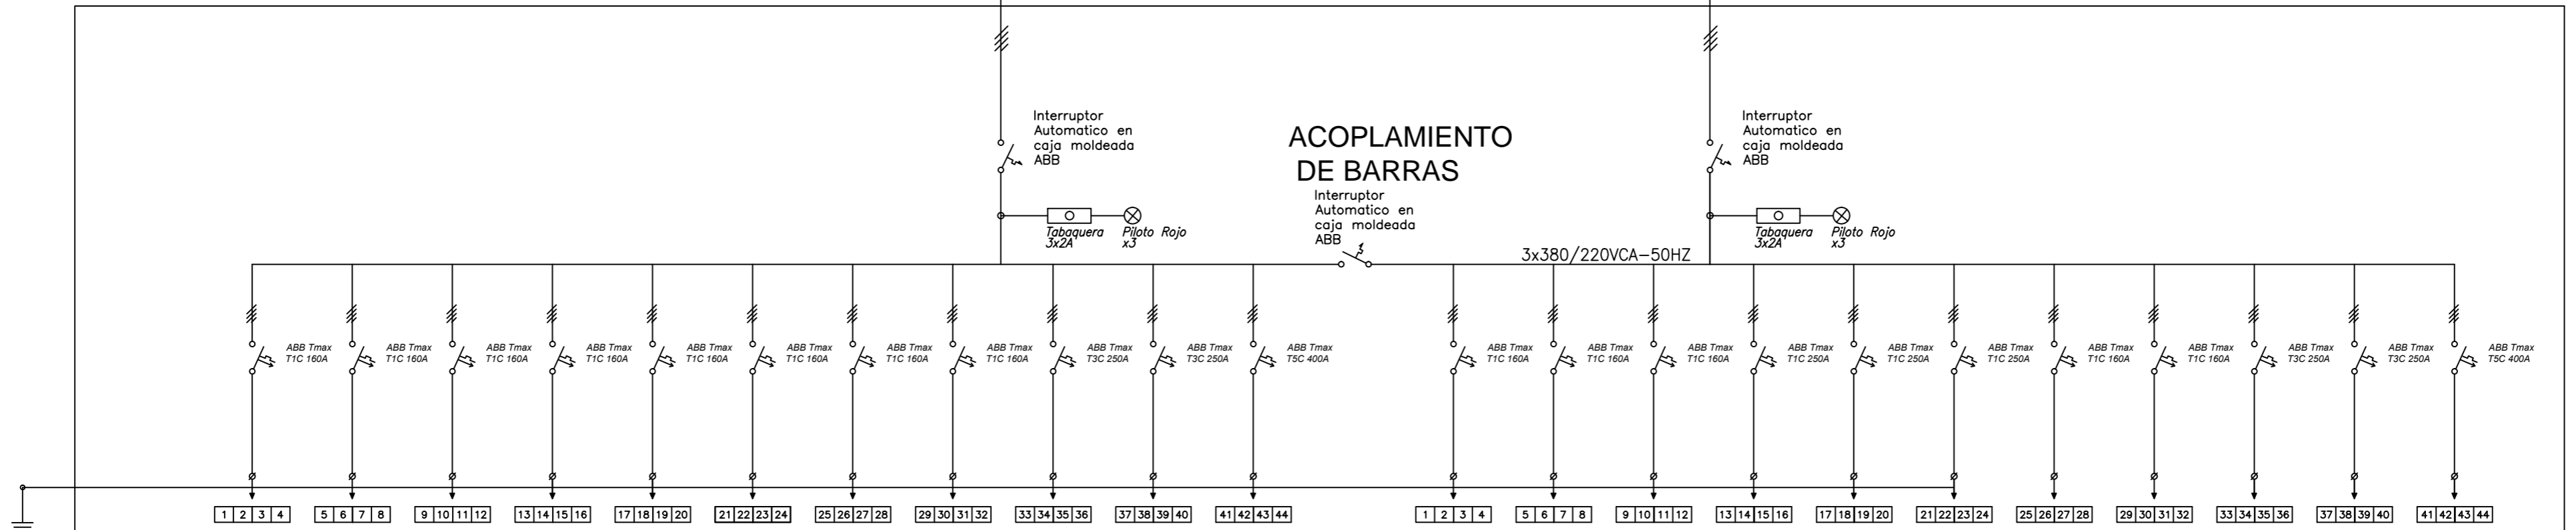 Interruptor
Automatico en
caja moldeada
ABB
ACOPLAMIENTO
DE BARRAS
Interruptor
Automatico en
caja moldeada
ABB
Interruptor
Automatico en
caja moldeada
ABB
Tabaquera
3x2A
Piloto Rojo
x3
Tabaquera
3x2A
Piloto Rojo
x3
3x380/220VCA-50HZ
ABB Tmax
T1C 160A
ABB Tmax
T1C 160A
ABB Tmax
T1C 160A
ABB Tmax
T1C 160A
ABB Tmax
T1C 160A
ABB Tmax
T1C 160A
ABB Tmax
T1C 160A
ABB Tmax
T1C 160A
ABB Tmax
T3C 250A
ABB Tmax
T3C 250A
ABB Tmax
T5C 400A
ABB Tmax
T1C 160A
ABB Tmax
T1C 160A
ABB Tmax
T1C 160A
ABB Tmax
T1C 250A
ABB Tmax
T1C 250A
ABB Tmax
T1C 250A
ABB Tmax
T1C 160A
ABB Tmax
T1C 160A
ABB Tmax
T3C 250A
ABB Tmax
T3C 250A
ABB Tmax
T5C 400A
1 2 3 4
5 6 7 8
9 10 11 12
13 14 15 16
17 18 19 20
21 22 23 24
25 26 27 28
29 30 31 32
33 34 35 36
37 38 39 40
41 42 43 44
1 2 3 4
5 6 7 8
9 10 11 12
13 14 15 16
17 18 19 20
21 22 23 24
25 26 27 28
29 30 31 32
33 34 35 36
37 38 39 40
41 42 43 44